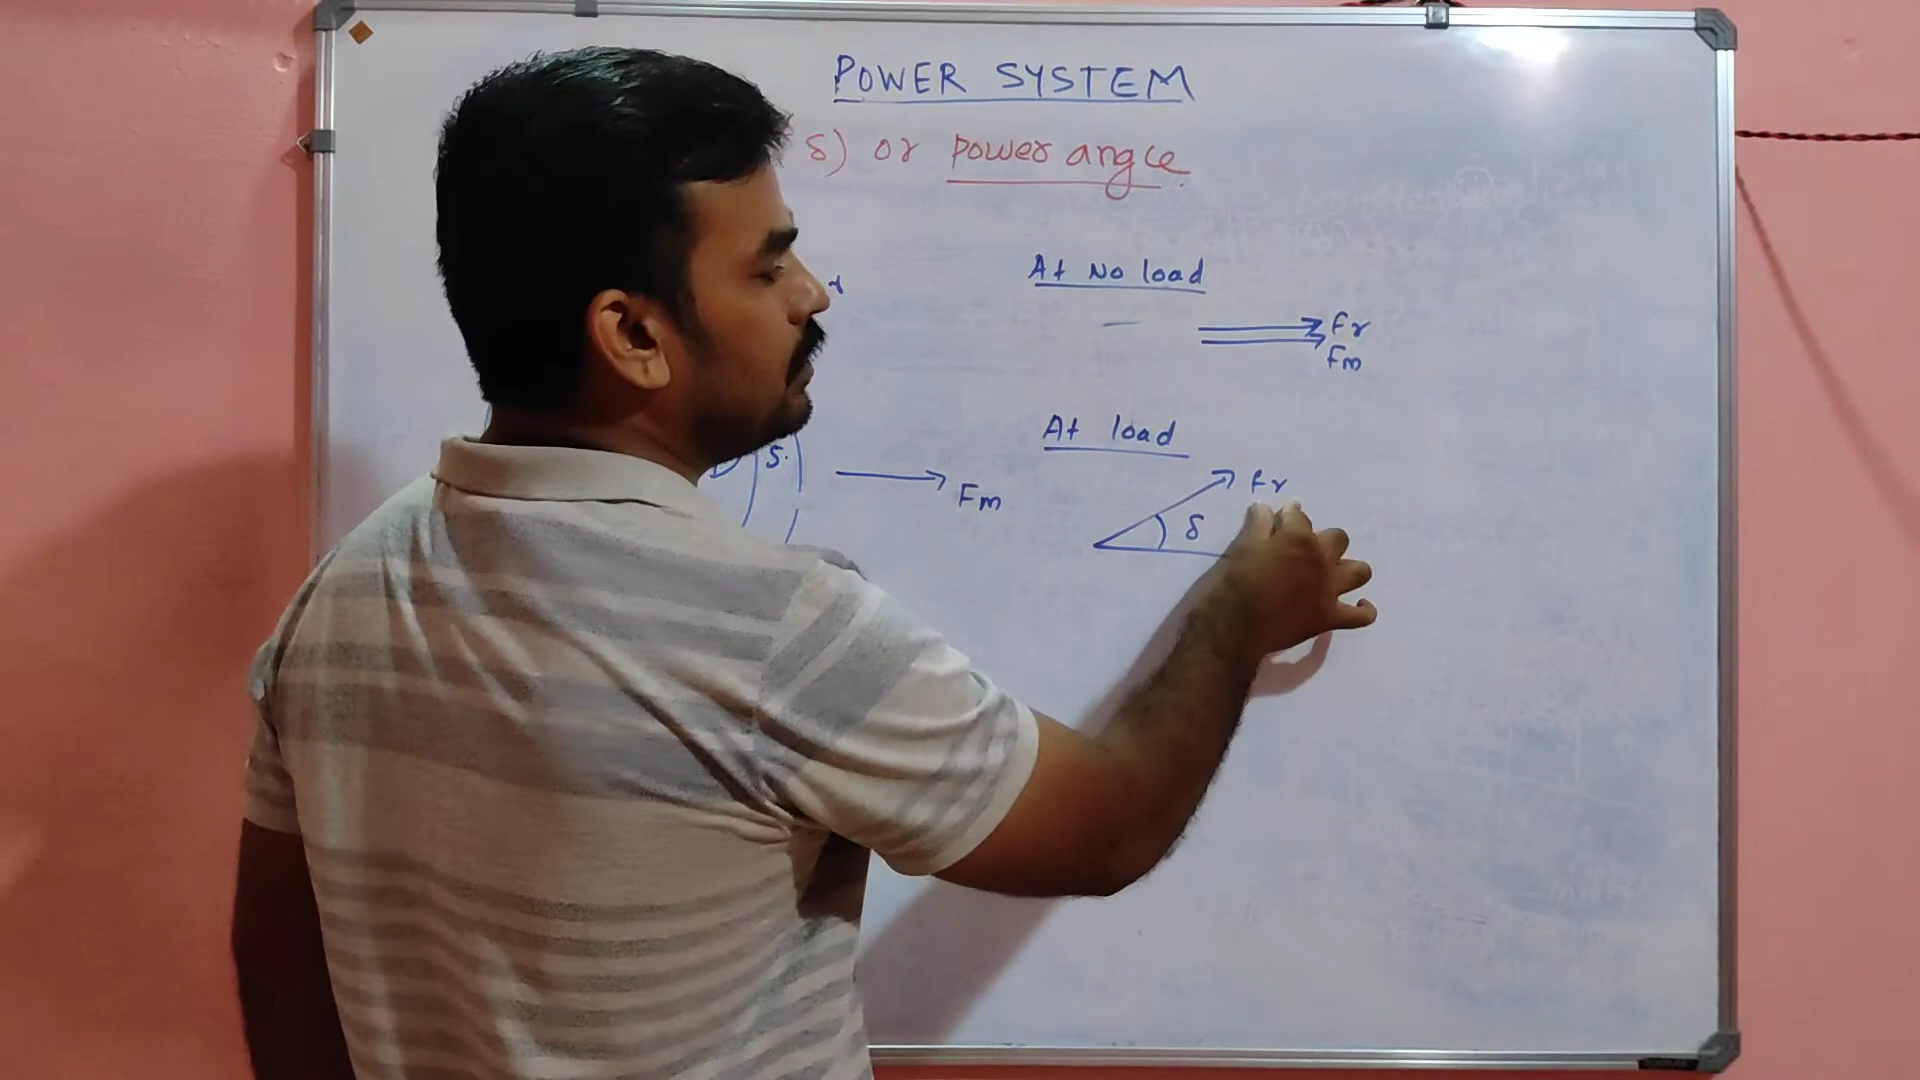 POWER SYSTEM
δ) or power angle
At No load
Fr
Fm
At load
S.
Fm
Fr
δ